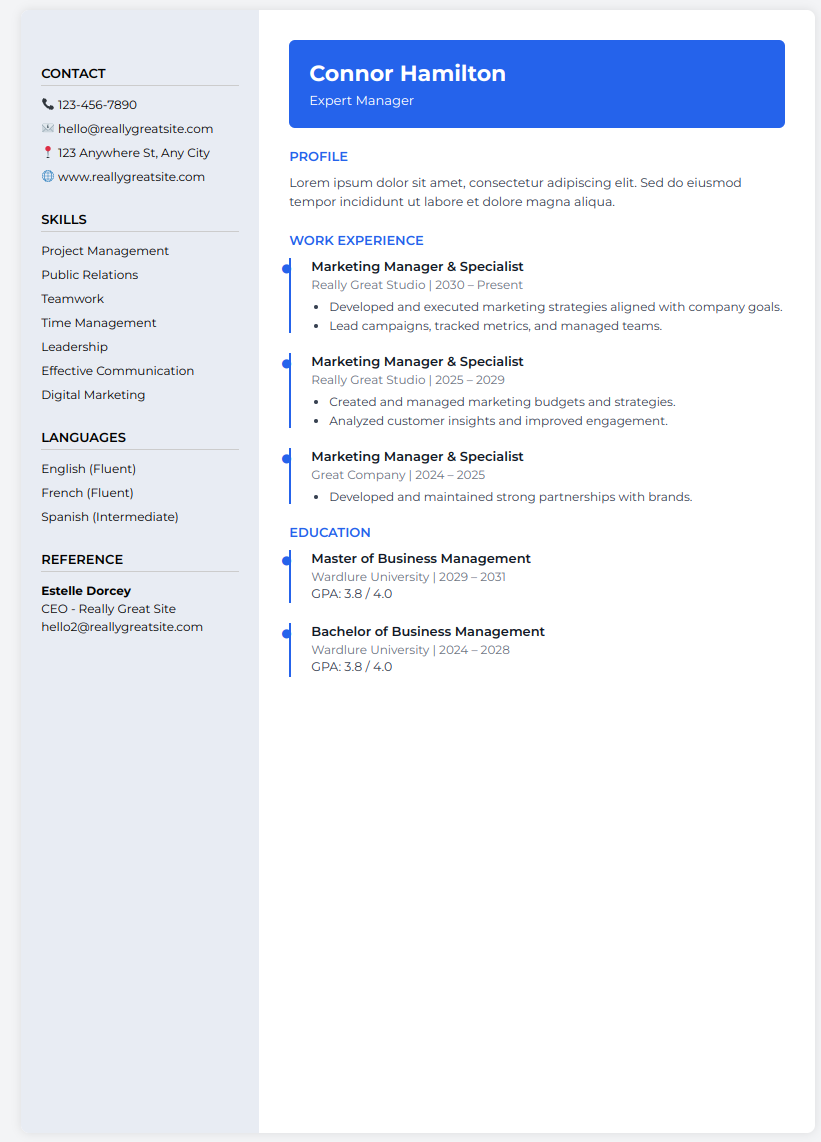 CONTACT
123-456-7890
hello@reallygreatsite.com
123 Anywhere St, Any City
www.reallygreatsite.com
SKILLS
Project Management
Public Relations
Teamwork
Time Management
Leadership
Effective Communication
Digital Marketing
LANGUAGES
English (Fluent)
French (Fluent)
Spanish (Intermediate)
REFERENCE
Estelle Dorcey
CEO - Really Great Site
hello2@reallygreatsite.com
Connor Hamilton
Expert Manager
PROFILE
Lorem ipsum dolor sit amet, consectetur adipiscing elit. Sed do eiusmod
tempor incididunt ut labore et dolore magna aliqua.
WORK EXPERIENCE
Marketing Manager & Specialist
Really Great Studio | 2030 – Present
• Developed and executed marketing strategies aligned with company goals.
• Lead campaigns, tracked metrics, and managed teams.
Marketing Manager & Specialist
Really Great Studio | 2025 – 2029
• Created and managed marketing budgets and strategies.
• Analyzed customer insights and improved engagement.
Marketing Manager & Specialist
Great Company | 2024 – 2025
• Developed and maintained strong partnerships with brands.
EDUCATION
Master of Business Management
Wardlure University | 2029 – 2031
GPA: 3.8 / 4.0
Bachelor of Business Management
Wardlure University | 2024 – 2028
GPA: 3.8 / 4.0